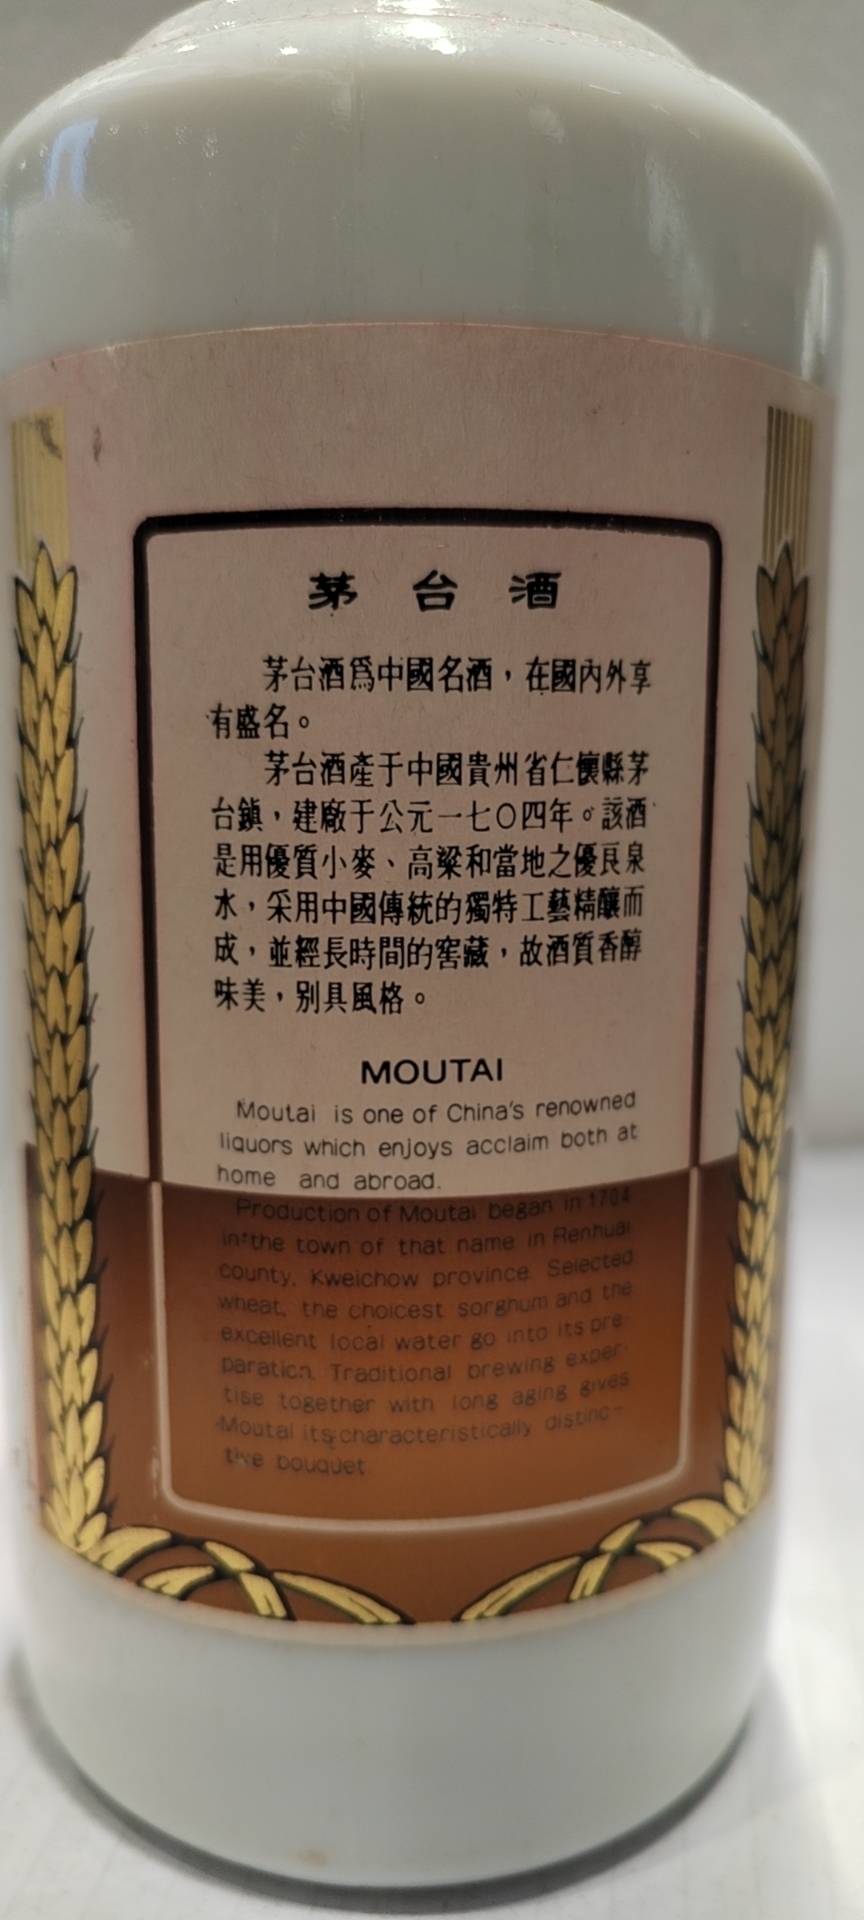 茅台酒
茅台酒爲中國名酒，在國內外享
有盛名。
茅台酒產于中國貴州省仁懷縣茅
台鎮，建廠于公元一七〇四年。該酒
是用優質小麥、高粱和當地之優良泉
水，采用中國傳統的獨特工藝精釀而
成，並經長時間的窖藏，故酒質香醇
味美，别具風格。
MOUTAI
Moutai is one of China's renowned
liquors which enjoys acclaim both at
home and abroad.
Production of Moutai began in 1704
in the town of that name in Renhuai
county, Kweichow province. Selected
wheat, the choicest sorghum and the
excellent local water go into its pre-
paration. Traditional brewing exper-
tise together with long aging gives
Moutai its characteristically distinc-
tive bouquet.